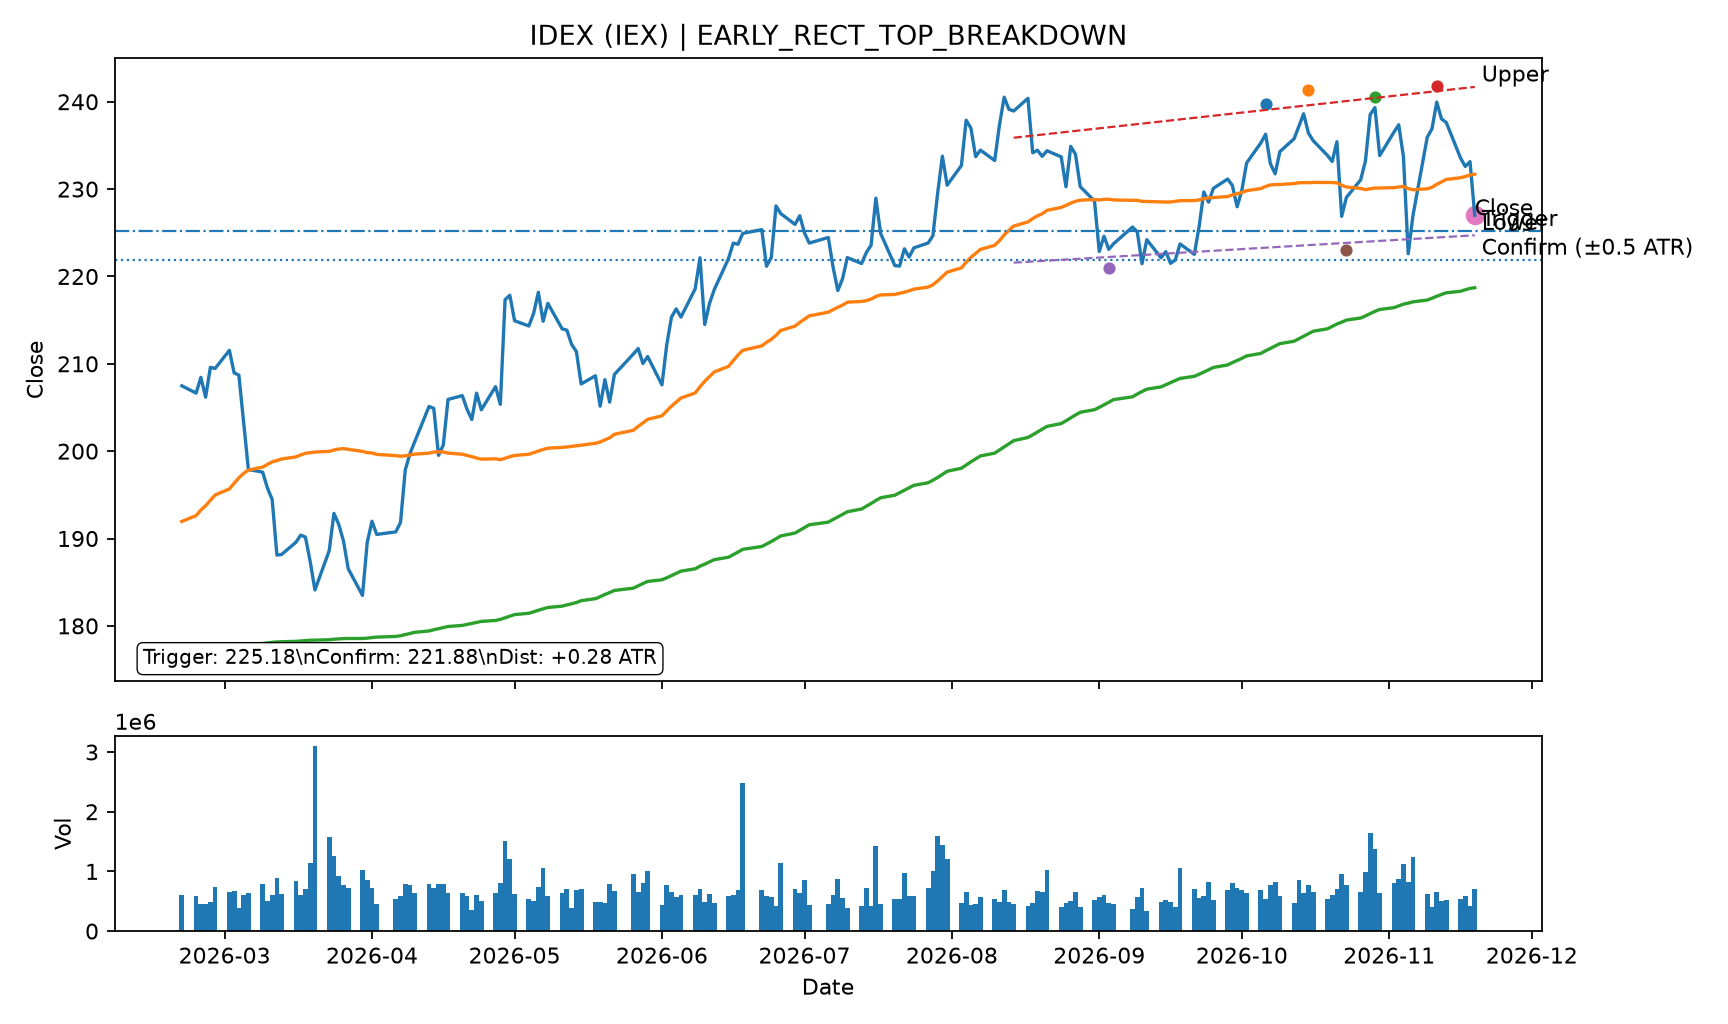 IDEX (IEX) | EARLY_RECT_TOP_BREAKDOWN
Close
240
230
220
210
200
190
180
Upper
Close
Trigger
Lower
Confirm (±0.5 ATR)
Trigger: 225.18\nConfirm: 221.88\nDist: +0.28 ATR
1e6
Vol
3
2
1
0
2026-03 2026-04 2026-05 2026-06 2026-07 2026-08 2026-09 2026-10 2026-11 2026-12
Date